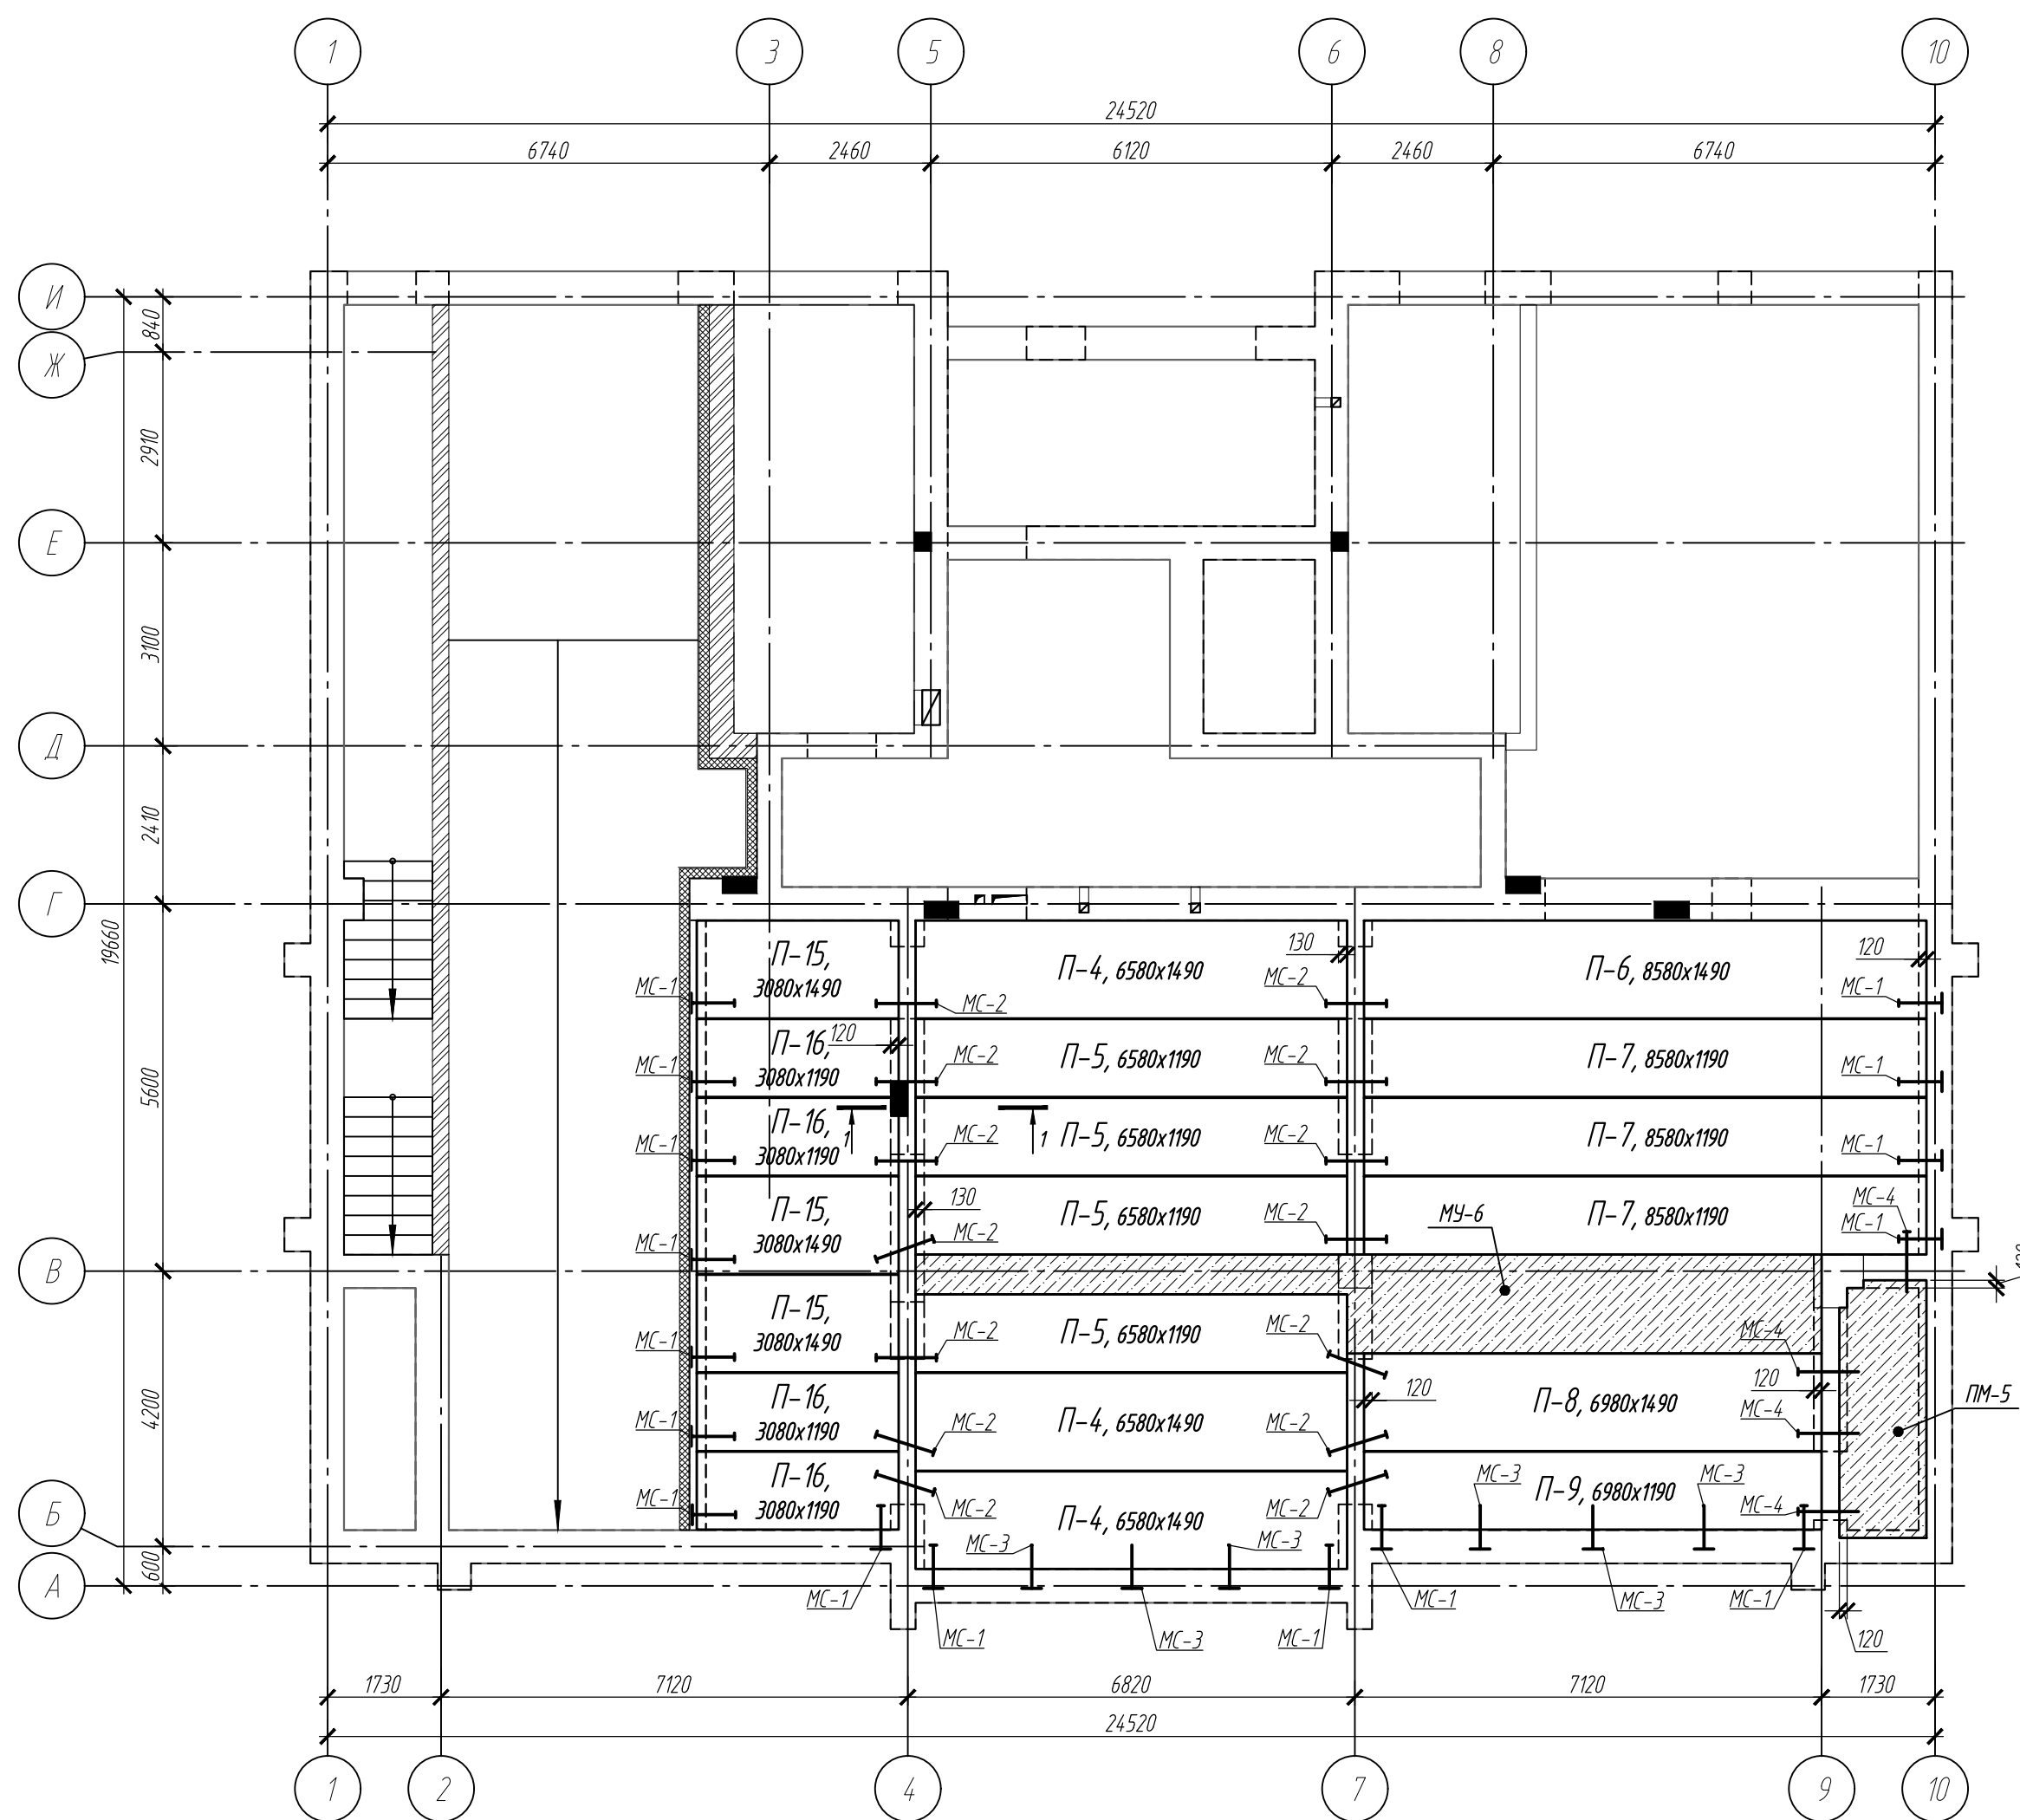 1
3
5
6
8
10
24520
6740
2460
6120
2460
6740
И
Ж
Е
Д
Г
В
Б
А
840
2910
3100
2410
5600
4200
600
19660
П-15,
3080х1490
П-16,
3080х1190
П-16,
3080х1190
П-15,
3080х1490
П-15,
3080х1490
П-16,
3080х1190
П-16,
3080х1190
МС-1
МС-1
МС-1
МС-1
МС-1
МС-1
МС-1
МС-1
120
1
1
130
МС-2
МС-2
МС-2
МС-2
МС-2
МС-2
МС-2
П-4, 6580х1490
П-5, 6580х1190
П-5, 6580х1190
П-5, 6580х1190
П-5, 6580х1190
П-4, 6580х1490
П-4, 6580х1490
130
МС-2
МС-2
МС-2
МС-2
МС-2
МС-2
МС-2
120
МС-3
МС-3
МС-1
МС-3
МС-1
П-6, 8580х1490
П-7, 8580х1190
П-7, 8580х1190
П-7, 8580х1190
МУ-6
П-8, 6980х1490
П-9, 6980х1190
120
МС-1
МС-1
МС-1
МС-4
МС-1
МС-4
120
МС-4
МС-4
ПМ-5
МС-3
МС-3
МС-1
МС-3
МС-1
120
1730
7120
6820
7120
1730
24520
1
2
4
7
9
10